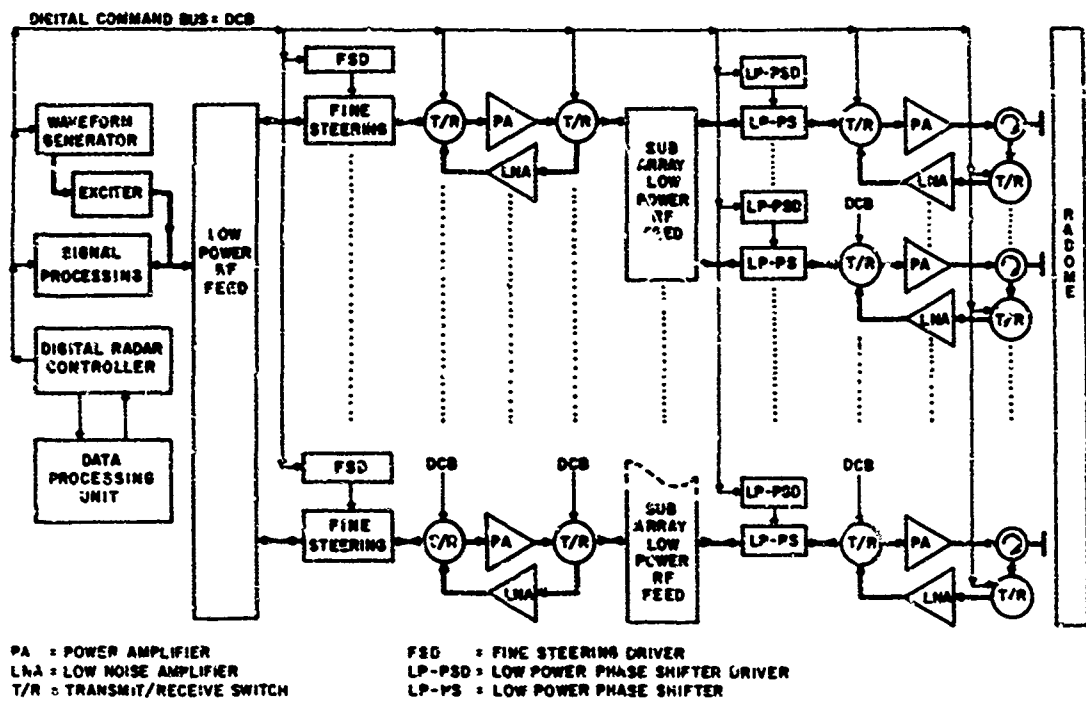 DIGITAL COMMAND BUS = DCB
FSD
LP-PSD
WAVEFORM
GENERATOR
FINE
STEERING
T/R
PA
T/R
LP-PS
T/R
PA
SUB
ARRAY
LOW
POWER
RF
FEED
LNA
LNA
T/R
EXCITER
LP-PSD
DCB
LOW
POWER
RF
FEED
RADOME
SIGNAL
PROCESSING
LP-PS
T/R
PA
LNA
T/R
DIGITAL RADAR
CONTROLLER
DATA
PROCESSING
UNIT
FSD
DCB
DCB
DCB
LP-PSD
FINE
STEERING
T/R
PA
T/R
SUB
ARRAY
LOW
POWER
RF
FEED
LP-PS
T/R
PA
LNA
LNA
T/R
PA = POWER AMPLIFIER
LNA = LOW NOISE AMPLIFIER
T/R = TRANSMIT/RECEIVE SWITCH
FSD = FINE STEERING DRIVER
LP-PSD = LOW POWER PHASE SHIFTER DRIVER
LP-PS = LOW POWER PHASE SHIFTER